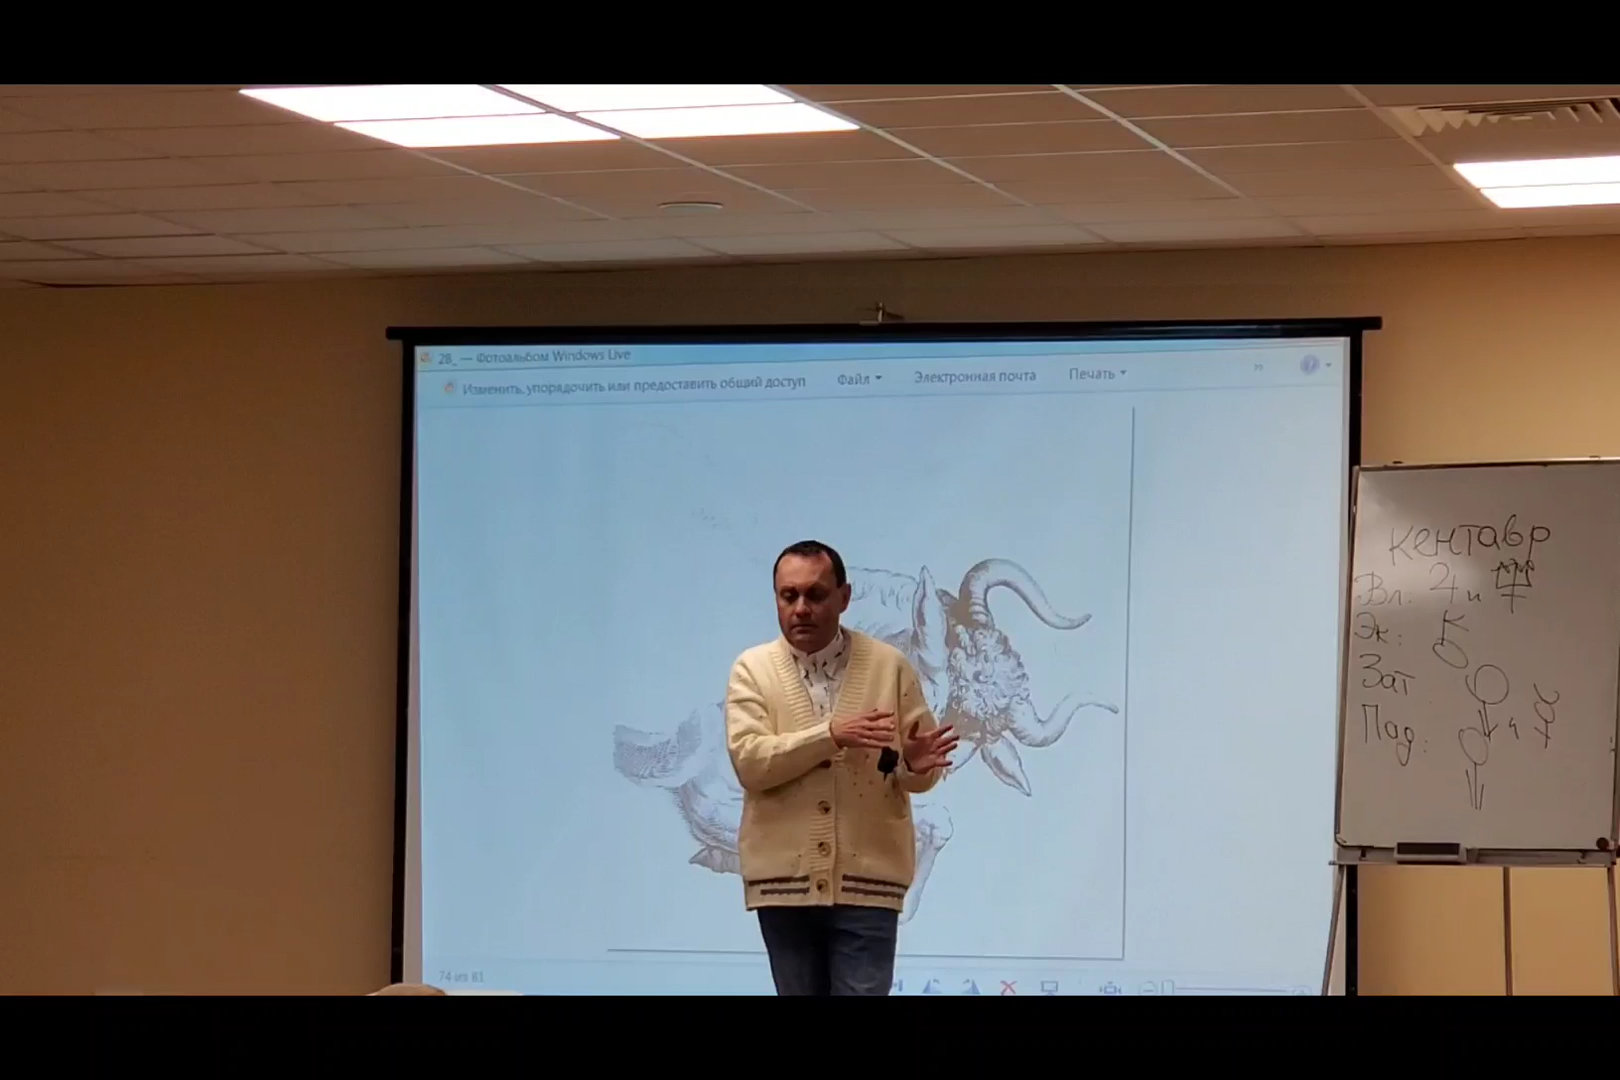 28_ — Фотоальбом Windows Live
Изменить, упорядочить или предоставить общий доступ Файл Электронная почта Печать »
74 из 81
Кентавр
Вл: и
Эк:
Зат
Пад: